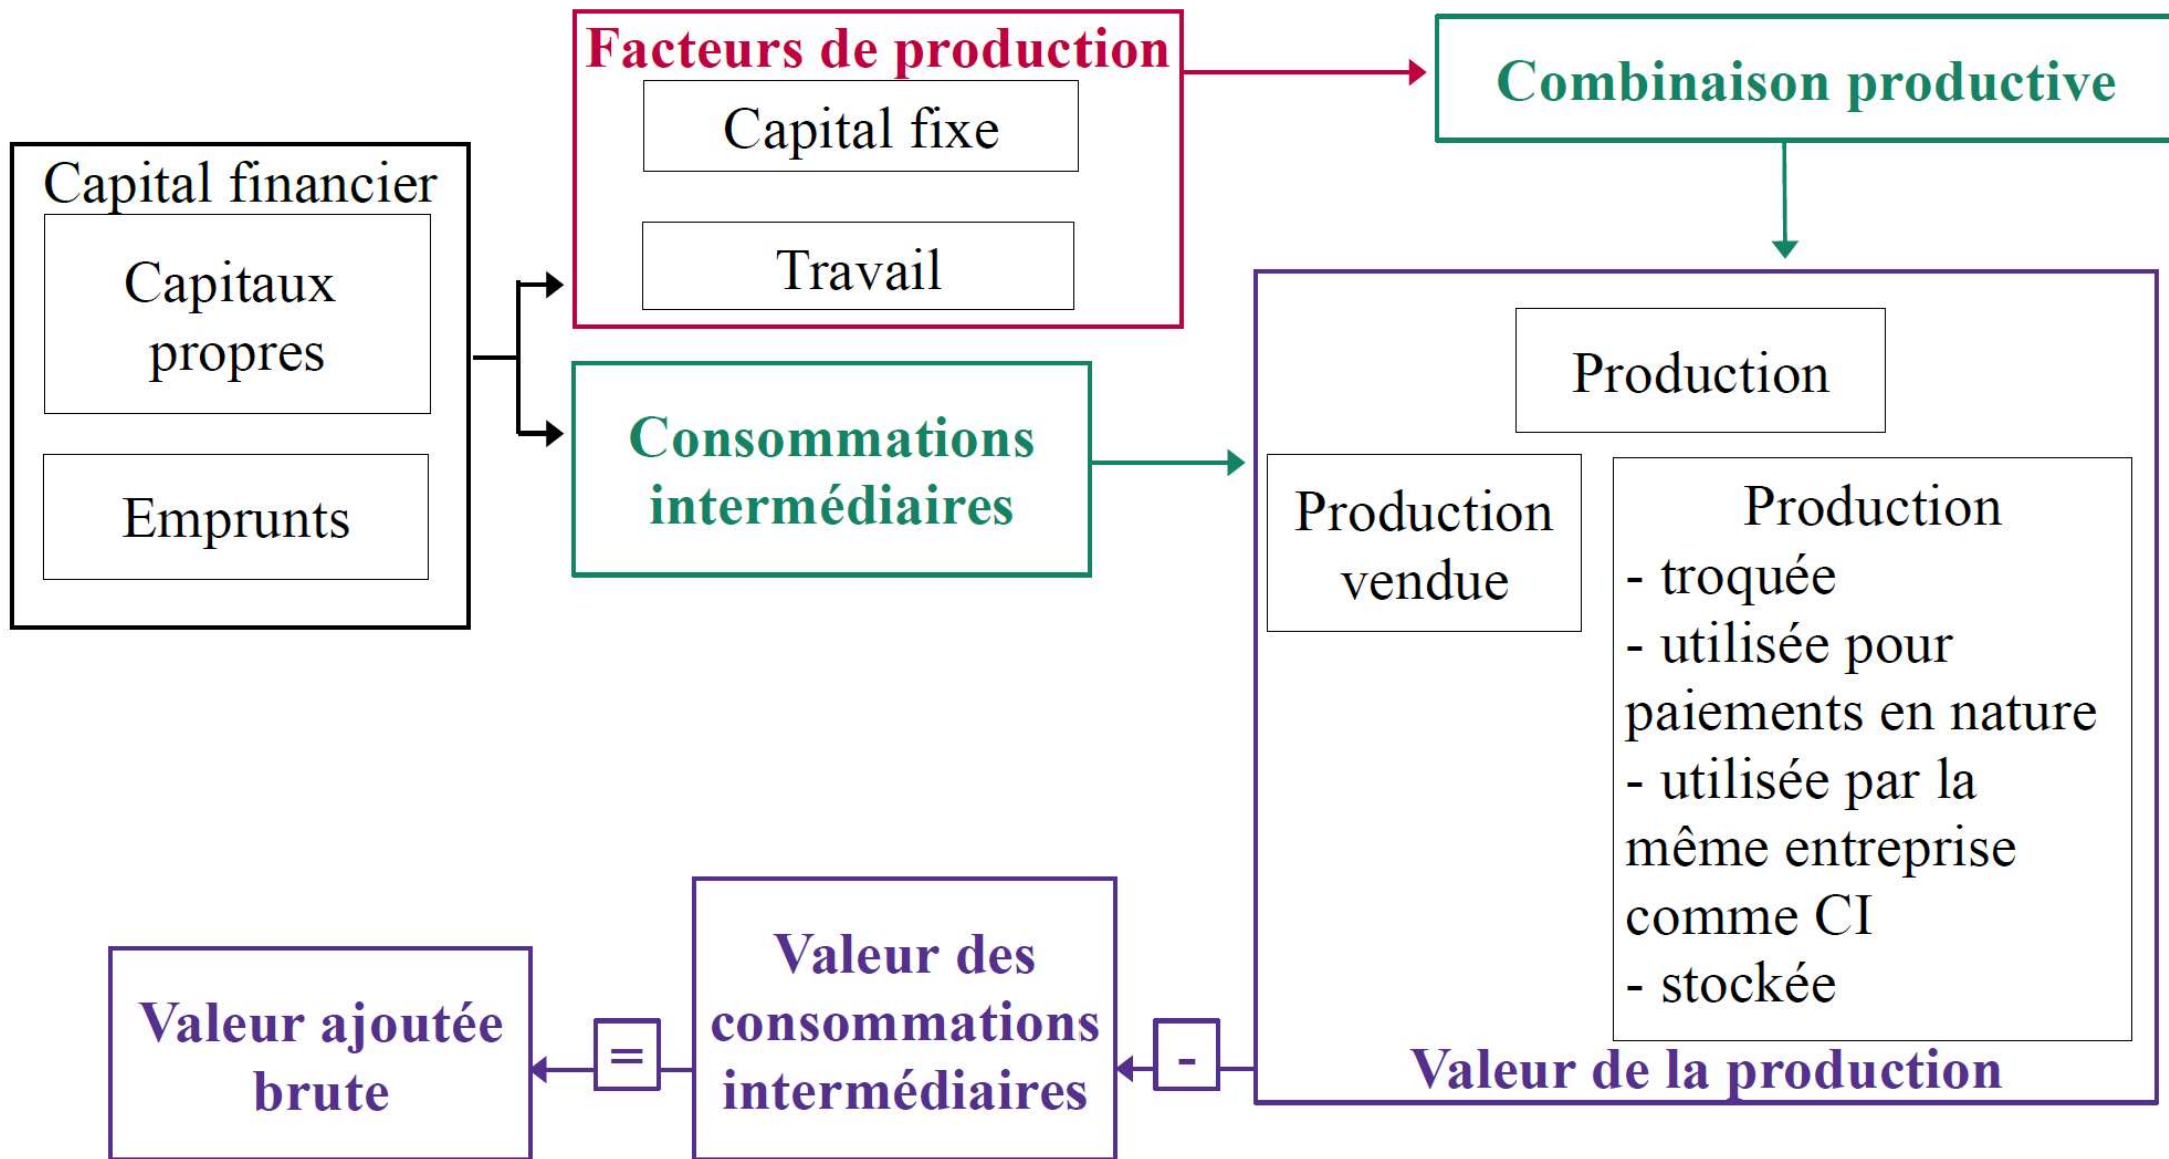 Facteurs de production
Capital fixe
Travail
Combinaison productive
Capital financier
Capitaux
propres
Emprunts
Consommations
intermédiaires
Production
Production
vendue
Production
- troquée
- utilisée pour
paiements en nature
- utilisée par la
même entreprise
comme CI
- stockée
Valeur de la production
-
Valeur des
consommations
intermédiaires
=
Valeur ajoutée
brute